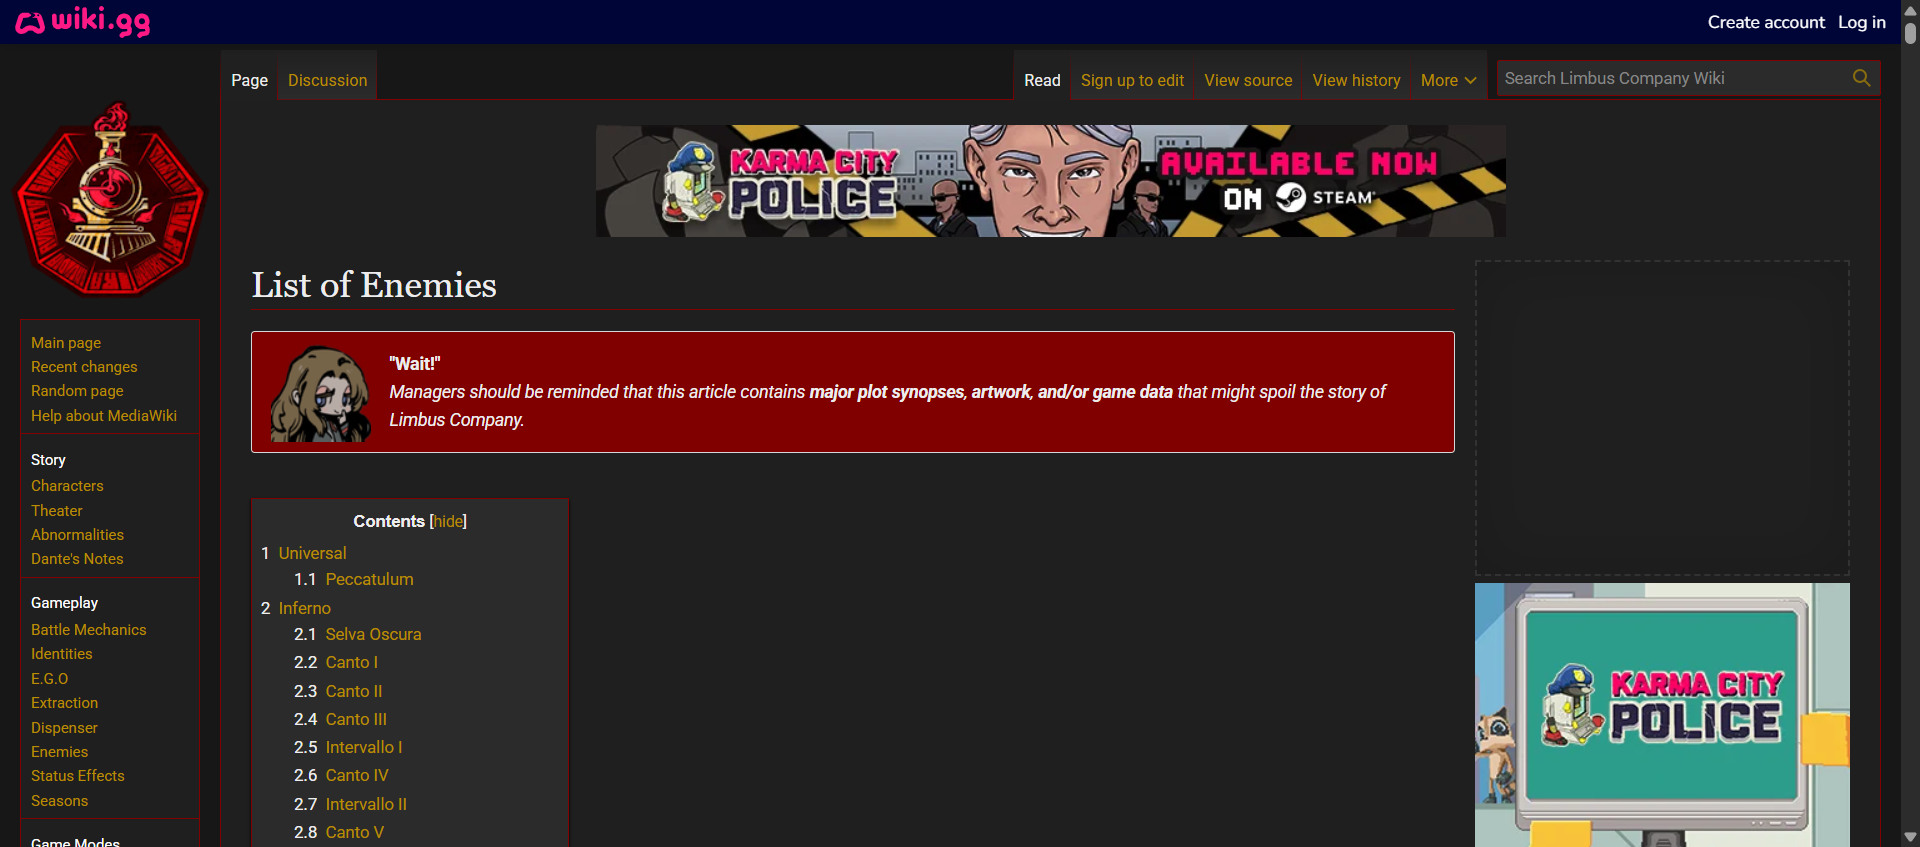 wiki.gg
Create account Log in
Page Discussion
Read Sign up to edit View source View history More
Search Limbus Company Wiki
KARMA CITY
POLICE
AVAILABLE NOW
ON STEAM
List of Enemies
"Wait!"
Managers should be reminded that this article contains major plot synopses, artwork, and/or game data that might spoil the story of
Limbus Company.
Main page
Recent changes
Random page
Help about MediaWiki
Story
Characters
Theater
Abnormalities
Dante's Notes
Gameplay
Battle Mechanics
Identities
E.G.O
Extraction
Dispenser
Enemies
Status Effects
Seasons
Game Modes
Contents [hide]
1 Universal
1.1 Peccatulum
2 Inferno
2.1 Selva Oscura
2.2 Canto I
2.3 Canto II
2.4 Canto III
2.5 Intervallo I
2.6 Canto IV
2.7 Intervallo II
2.8 Canto V
KARMA CITY
POLICE